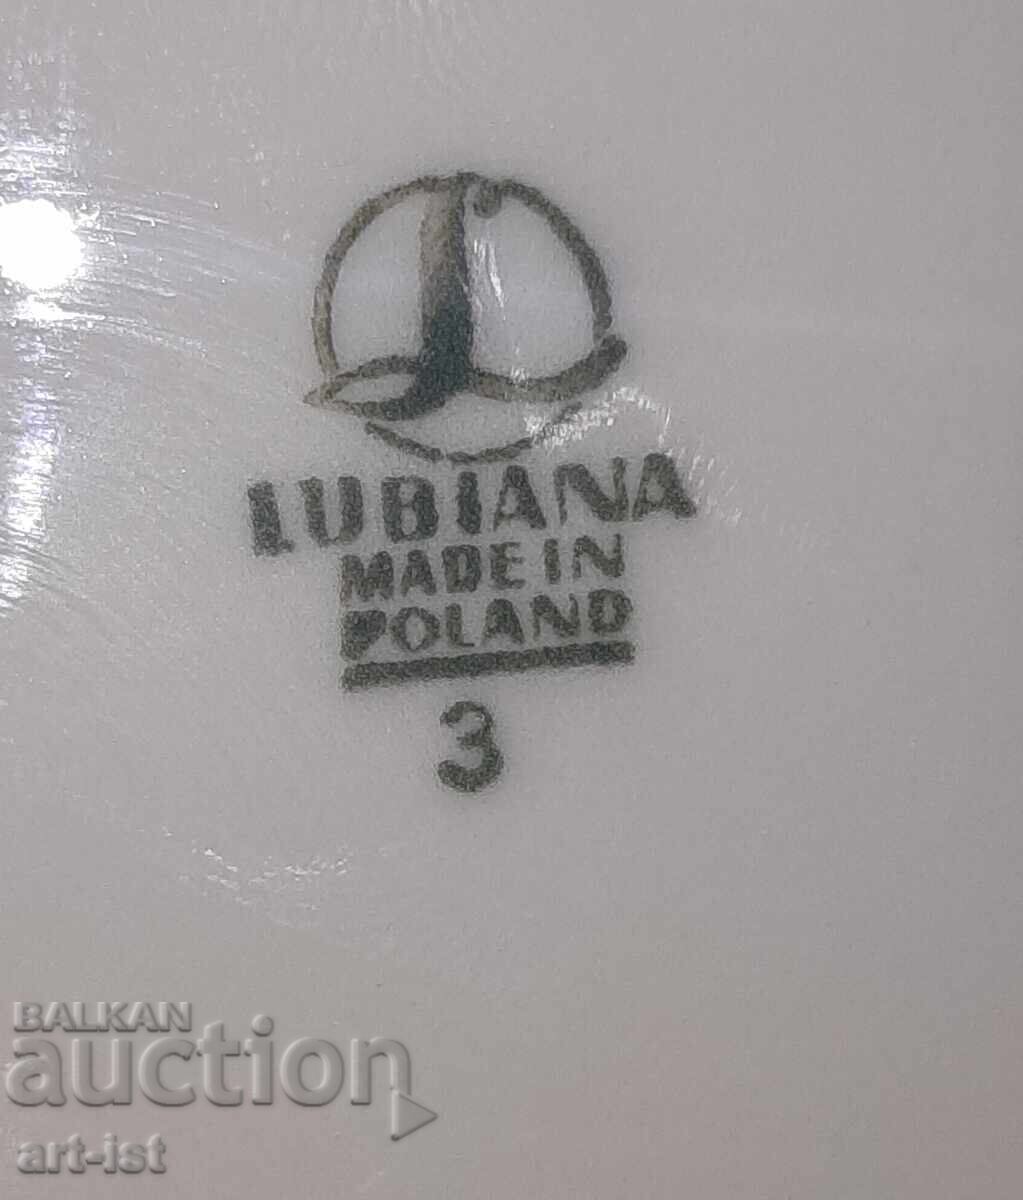 LUBIANA
MADE IN
POLAND
3
BALKAN
auction
art-ist